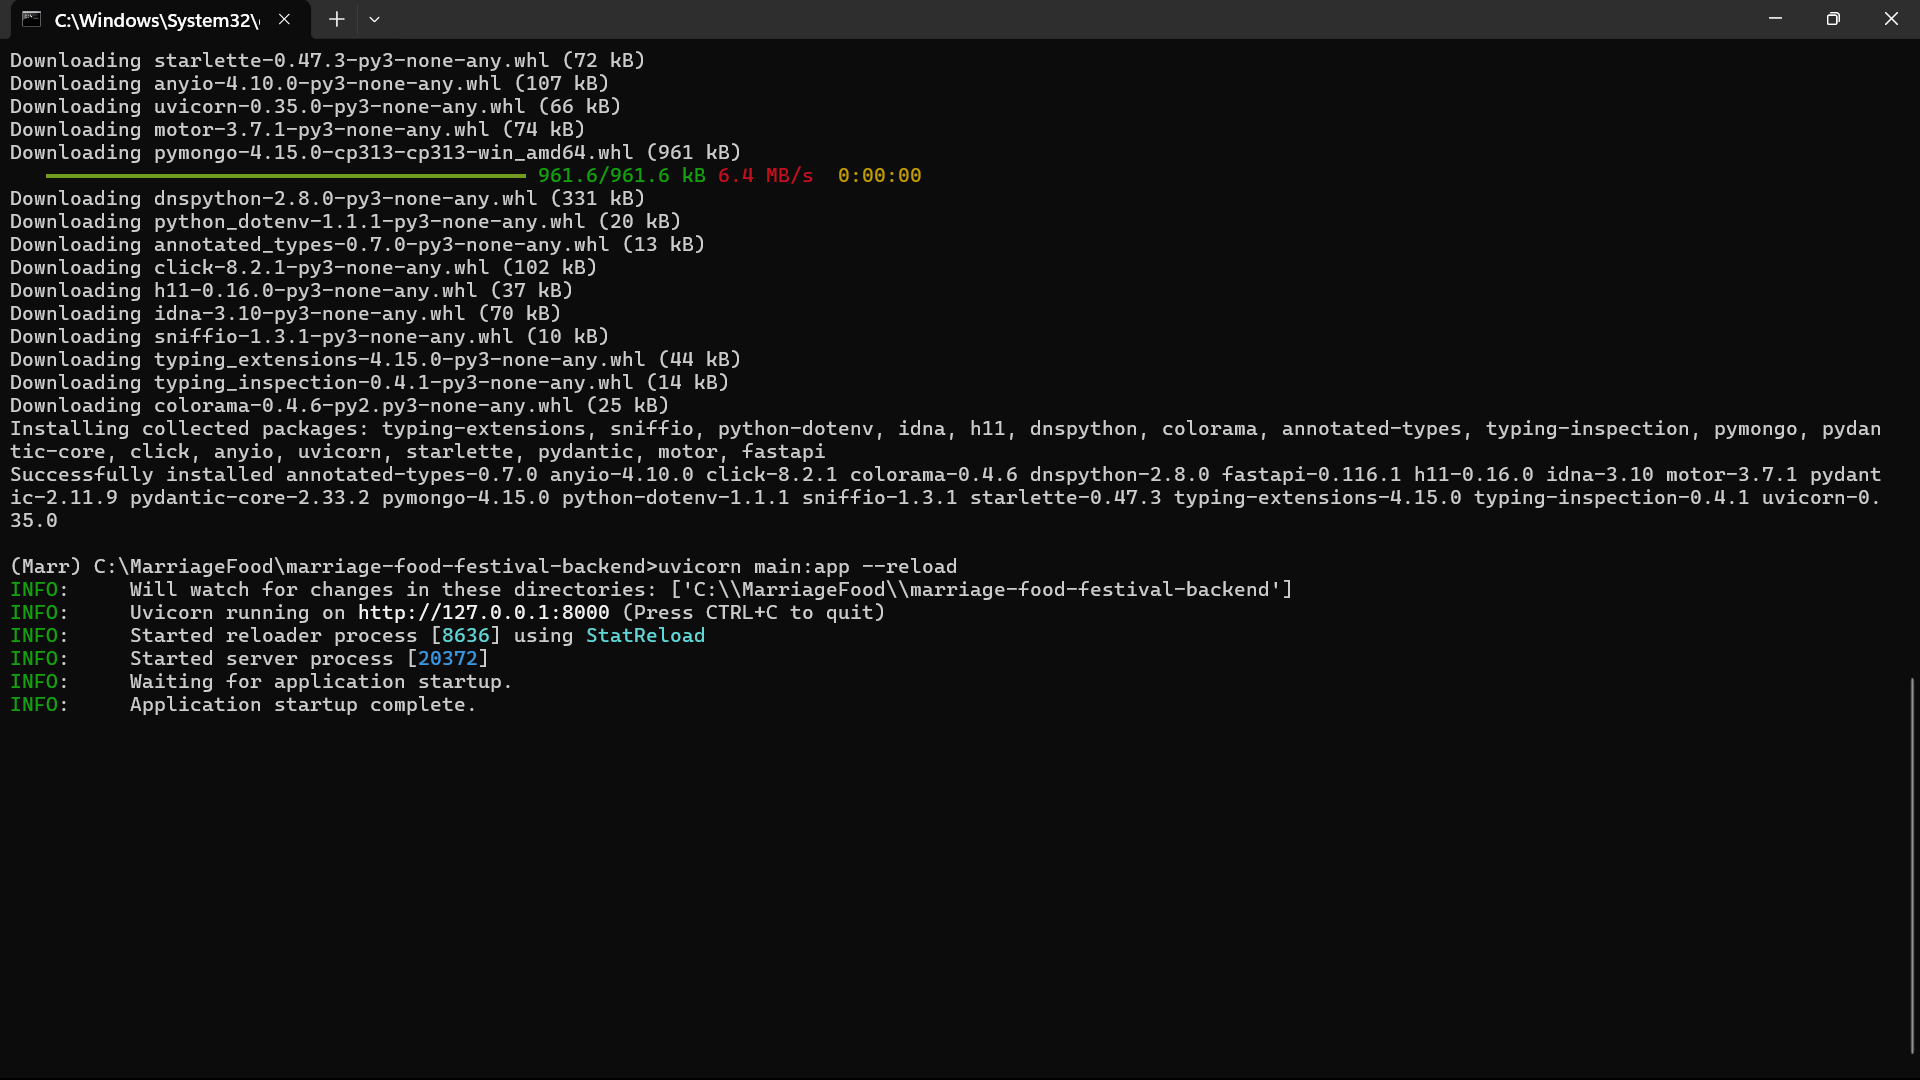 C:\Windows\System32\
Downloading starlette-0.47.3-py3-none-any.whl (72 kB)
Downloading anyio-4.10.0-py3-none-any.whl (107 kB)
Downloading uvicorn-0.35.0-py3-none-any.whl (66 kB)
Downloading motor-3.7.1-py3-none-any.whl (74 kB)
Downloading pymongo-4.15.0-cp313-cp313-win_amd64.whl (961 kB)
961.6/961.6 kB 6.4 MB/s 0:00:00
Downloading dnspython-2.8.0-py3-none-any.whl (331 kB)
Downloading python_dotenv-1.1.1-py3-none-any.whl (20 kB)
Downloading annotated_types-0.7.0-py3-none-any.whl (13 kB)
Downloading click-8.2.1-py3-none-any.whl (102 kB)
Downloading h11-0.16.0-py3-none-any.whl (37 kB)
Downloading idna-3.10-py3-none-any.whl (70 kB)
Downloading sniffio-1.3.1-py3-none-any.whl (10 kB)
Downloading typing_extensions-4.15.0-py3-none-any.whl (44 kB)
Downloading typing_inspection-0.4.1-py3-none-any.whl (14 kB)
Downloading colorama-0.4.6-py2.py3-none-any.whl (25 kB)
Installing collected packages: typing-extensions, sniffio, python-dotenv, idna, h11, dnspython, colorama, annotated-types, typing-inspection, pymongo, pydan
tic-core, click, anyio, uvicorn, starlette, pydantic, motor, fastapi
Successfully installed annotated-types-0.7.0 anyio-4.10.0 click-8.2.1 colorama-0.4.6 dnspython-2.8.0 fastapi-0.116.1 h11-0.16.0 idna-3.10 motor-3.7.1 pydant
ic-2.11.9 pydantic-core-2.33.2 pymongo-4.15.0 python-dotenv-1.1.1 sniffio-1.3.1 starlette-0.47.3 typing-extensions-4.15.0 typing-inspection-0.4.1 uvicorn-0.
35.0
(Marr) C:\MarriageFood\marriage-food-festival-backend>uvicorn main:app --reload
INFO:     Will watch for changes in these directories: ['C:\\MarriageFood\\marriage-food-festival-backend']
INFO:     Uvicorn running on http://127.0.0.1:8000 (Press CTRL+C to quit)
INFO:     Started reloader process [8636] using StatReload
INFO:     Started server process [20372]
INFO:     Waiting for application startup.
INFO:     Application startup complete.